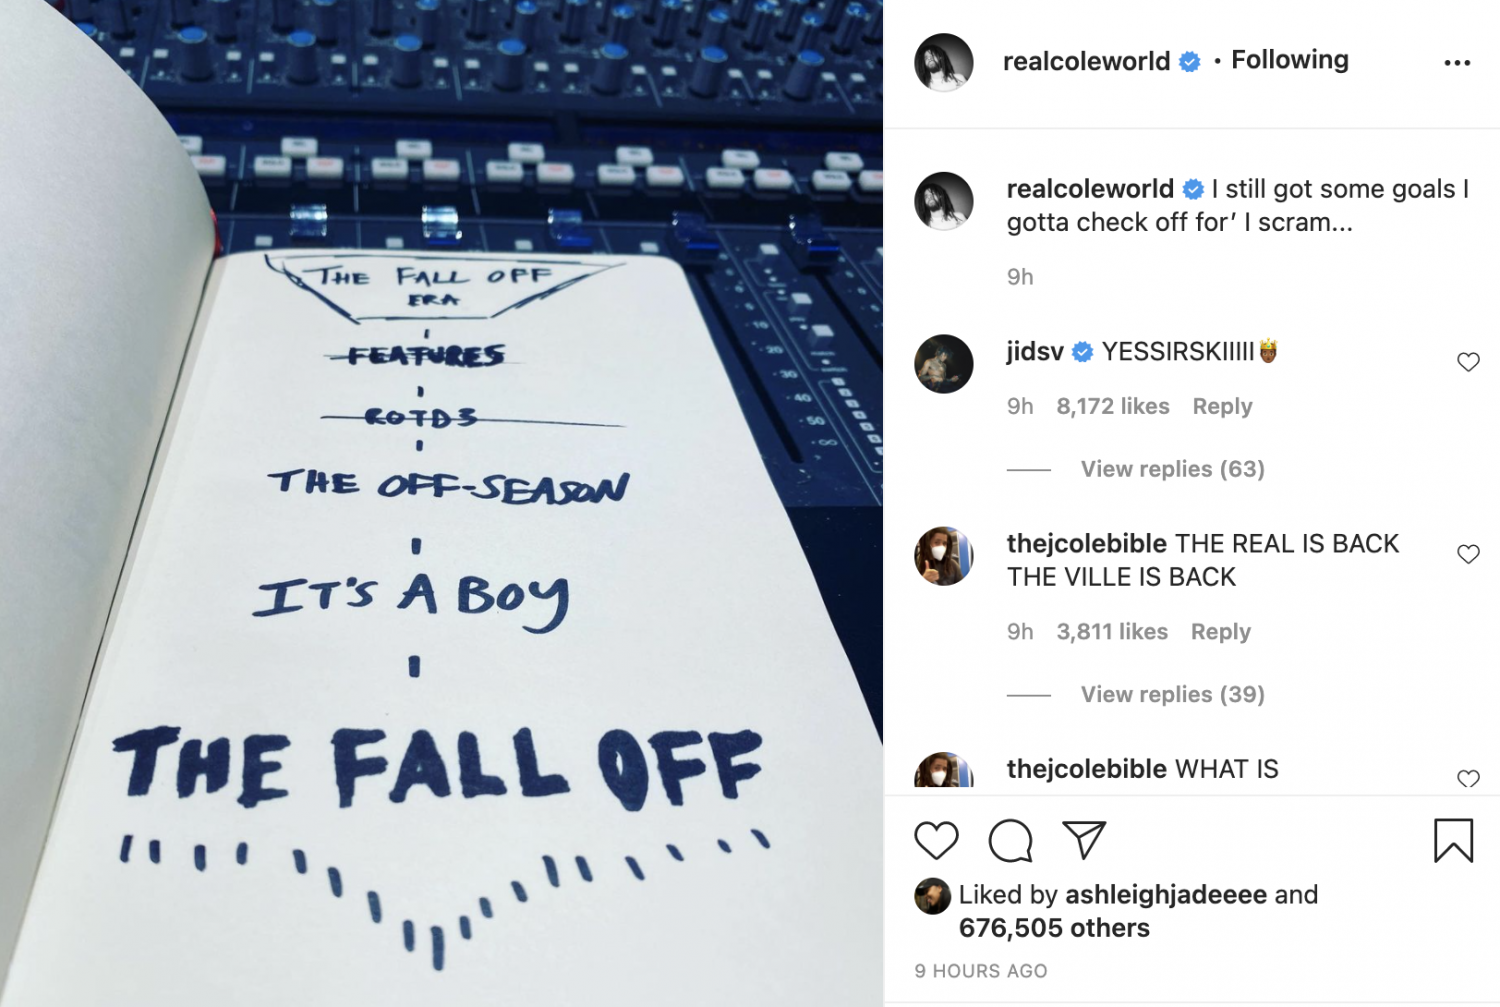 THE FALL OFF
ERA
FEATURES
ROTD3
THE OFF-SEASON
IT'S A BOY
THE FALL OFF
realcoleworld • Following
realcoleworld I still got some goals I
gotta check off for’ I scram...
9h
jidsv YESSIRSKIIIII🤴🏾
9h 8,172 likes Reply
View replies (63)
thejcolebible THE REAL IS BACK
THE VILLE IS BACK
9h 3,811 likes Reply
View replies (39)
thejcolebible WHAT IS
Liked by ashleighjadeeee and
676,505 others
9 HOURS AGO